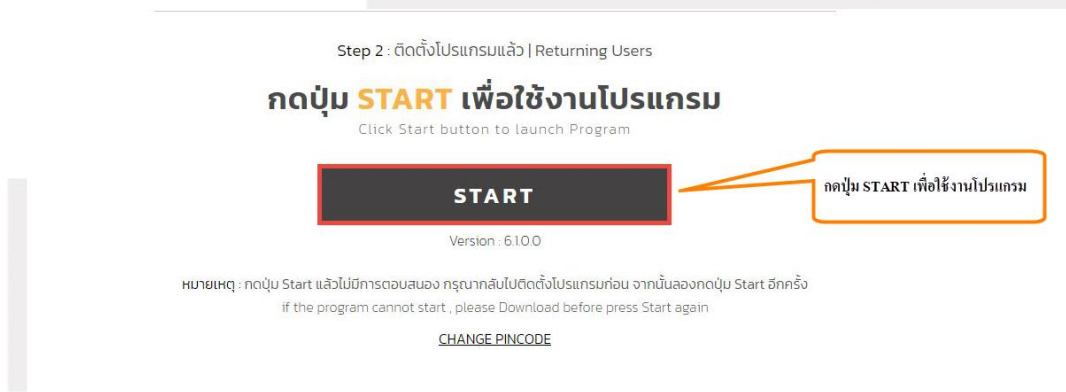 Step 2 : ติดตั้งโปรแกรมแล้ว | Returning Users
กดปุ่ม START เพื่อใช้งานโปรแกรม
Click Start button to launch Program
START
กดปุ่ม START เพื่อใช้งานโปรแกรม
Version : 6.1.0.0
หมายเหตุ : กดปุ่ม Start แล้วไม่มีการตอบสนอง กรุณากลับไปติดตั้งโปรแกรมก่อน จากนั้นลองกดปุ่ม Start อีกครั้ง
if the program cannot start , please Download before press Start again
CHANGE PINCODE